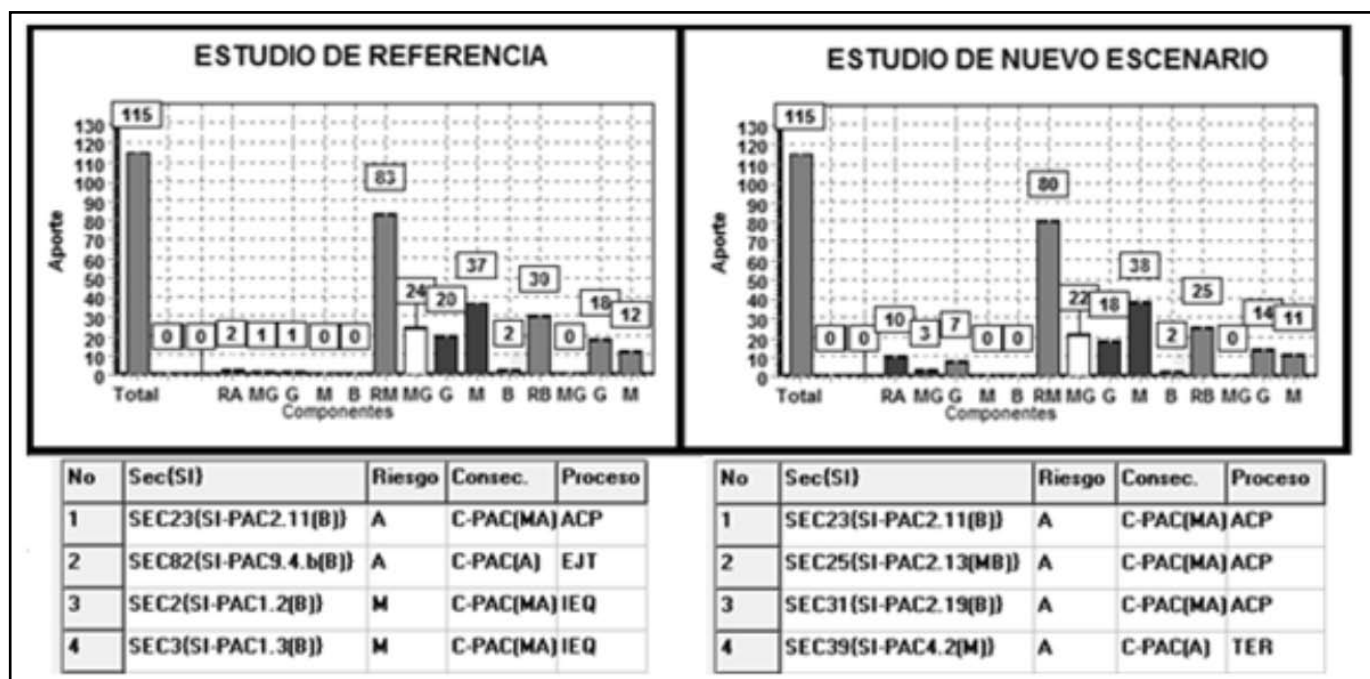 ESTUDIO DE REFERENCIA
115
130
120
110
100
90
80
70
60
50
40
30
20
10
0
Aporte
0 0 2 1 1 0 0 83 24 20 37 2 30 0 18 12
Total RA MG G M B RM MG G M B RB MG G M
Componentes
ESTUDIO DE NUEVO ESCENARIO
115
130
120
110
100
90
80
70
60
50
40
30
20
10
0
Aporte
0 0 10 3 7 0 0 80 22 18 38 2 25 0 14 11
Total RA MG G M B RM MG G M B RB MG G M
Componentes
No Sec{SI} Riesgo Consec. Proceso
1 SEC23{SI-PAC2.11(B)} A C-PAC(MA) ACP
2 SEC82{SI-PAC9.4.b(B)} A C-PAC(A) EJT
3 SEC2{SI-PAC1.2(B)} M C-PAC(MA) IEQ
4 SEC3{SI-PAC1.3(B)} M C-PAC(MA) IEQ
No Sec{SI} Riesgo Consec. Proceso
1 SEC23{SI-PAC2.11(B)} A C-PAC(MA) ACP
2 SEC25{SI-PAC2.13(MB)} A C-PAC(MA) ACP
3 SEC31{SI-PAC2.19(B)} A C-PAC(MA) ACP
4 SEC39{SI-PAC4.2(M)} A C-PAC(A) TER